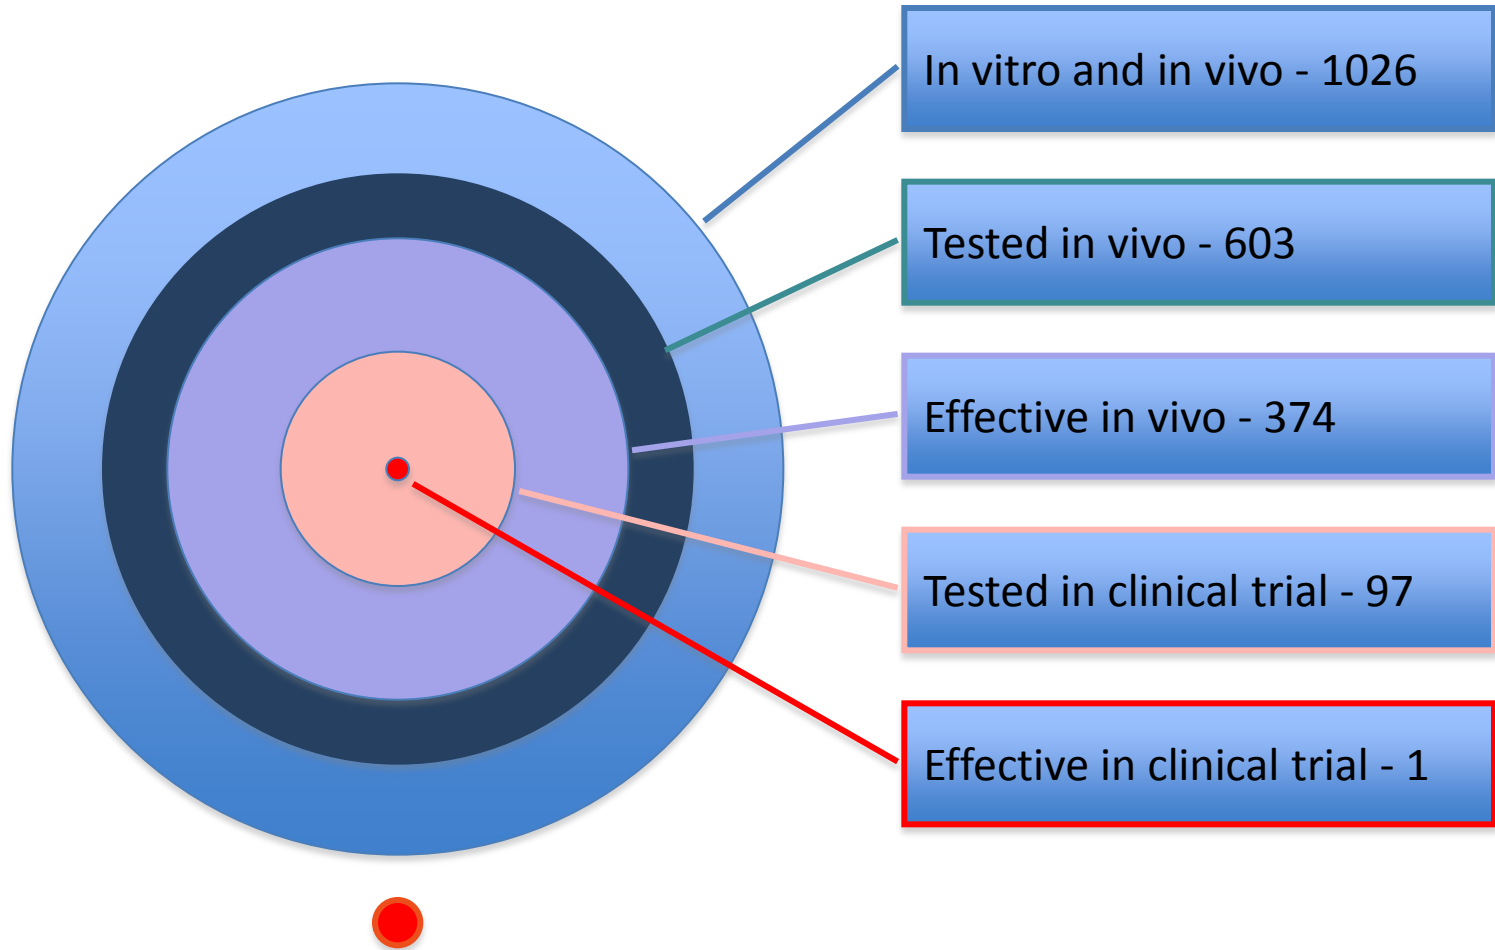 In vitro and in vivo - 1026
Tested in vivo - 603
Effective in vivo - 374
Tested in clinical trial - 97
Effective in clinical trial - 1